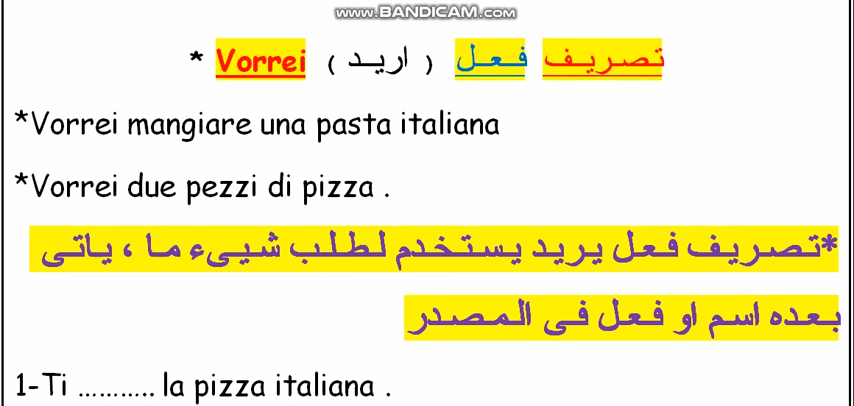 www.BANDICAM.com
تصريف فعل ( اريد ) Vorrei *
*Vorrei mangiare una pasta italiana
*Vorrei due pezzi di pizza .
*تصريف فعل يريد يستخدم لطلب شيىء ما ، ياتى
بعده اسم او فعل فى المصدر
1-Ti ........... la pizza italiana .